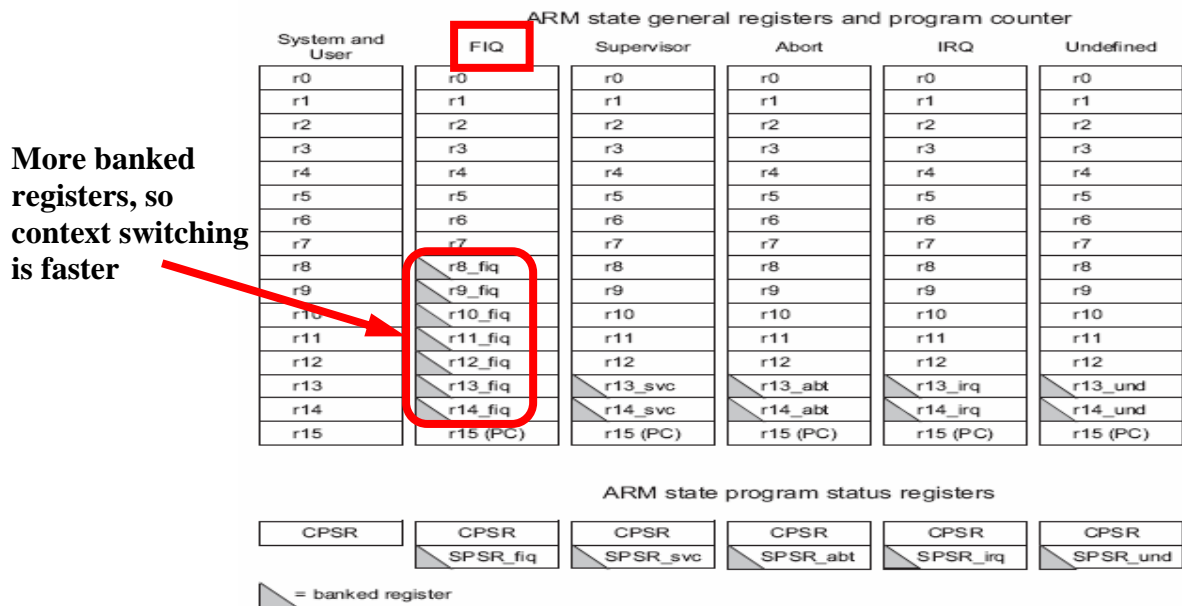 ARM state general registers and program counter
System and User FIQ Supervisor Abort IRQ Undefined
r0 r0 r0 r0 r0 r0
r1 r1 r1 r1 r1 r1
r2 r2 r2 r2 r2 r2
r3 r3 r3 r3 r3 r3
r4 r4 r4 r4 r4 r4
r5 r5 r5 r5 r5 r5
r6 r6 r6 r6 r6 r6
r7 r7 r7 r7 r7 r7
r8 r8_fiq r8 r8 r8 r8
r9 r9_fiq r9 r9 r9 r9
r10 r10_fiq r10 r10 r10 r10
r11 r11_fiq r11 r11 r11 r11
r12 r12_fiq r12 r12 r12 r12
r13 r13_fiq r13_svc r13_abt r13_irq r13_und
r14 r14_fiq r14_svc r14_abt r14_irq r14_und
r15 r15 (PC) r15 (PC) r15 (PC) r15 (PC) r15 (PC)
More banked
registers, so
context switching
is faster
ARM state program status registers
CPSR CPSR CPSR CPSR CPSR CPSR
SPSR_fiq SPSR_svc SPSR_abt SPSR_irq SPSR_und
= banked register